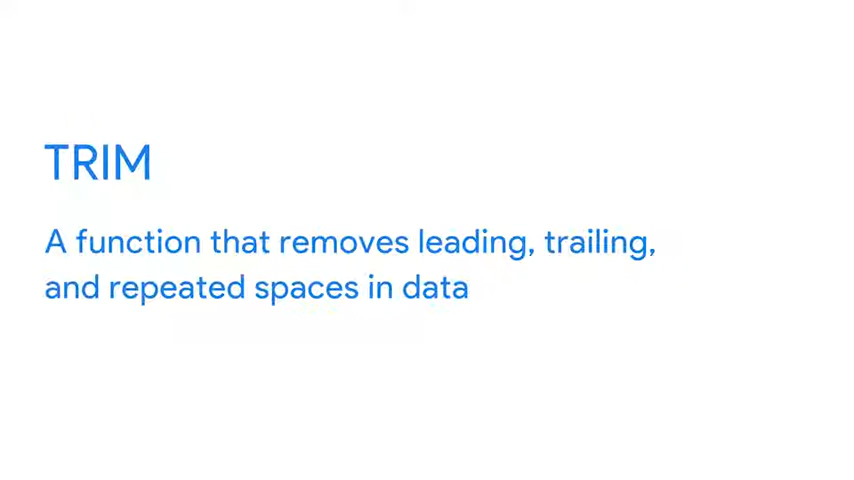 TRIM
A function that removes leading, trailing,
and repeated spaces in data